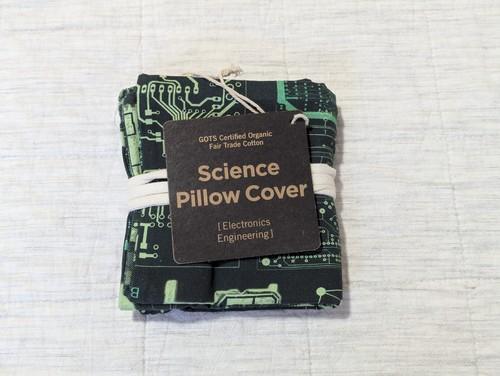 GOTS Certified Organic
Fair Trade Cotton
Science
Pillow Cover
[Electronics
Engineering]
B